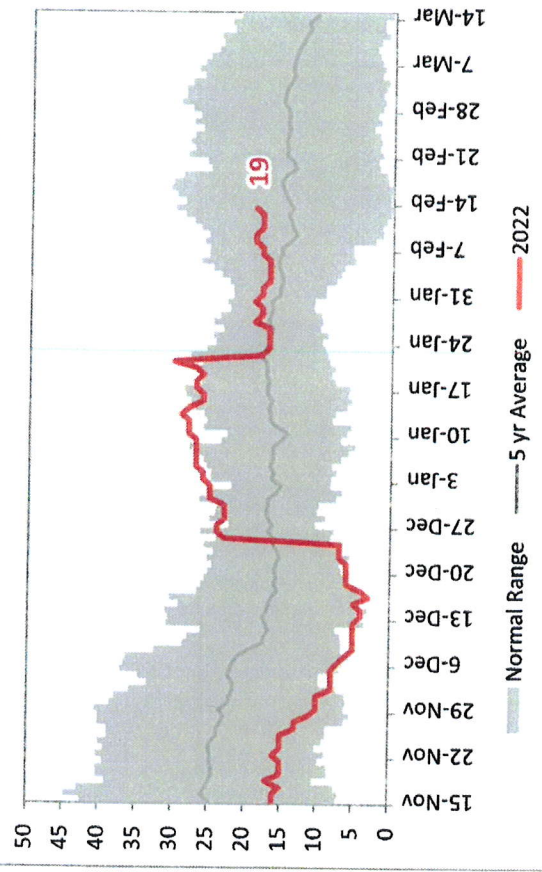 50
45
40
35
30
25
20
15
10
5
0
19
15-Nov
22-Nov
29-Nov
6-Dec
13-Dec
20-Dec
27-Dec
3-Jan
10-Jan
17-Jan
24-Jan
31-Jan
7-Feb
14-Feb
21-Feb
28-Feb
7-Mar
14-Mar
Normal Range 5 yr Average 2022